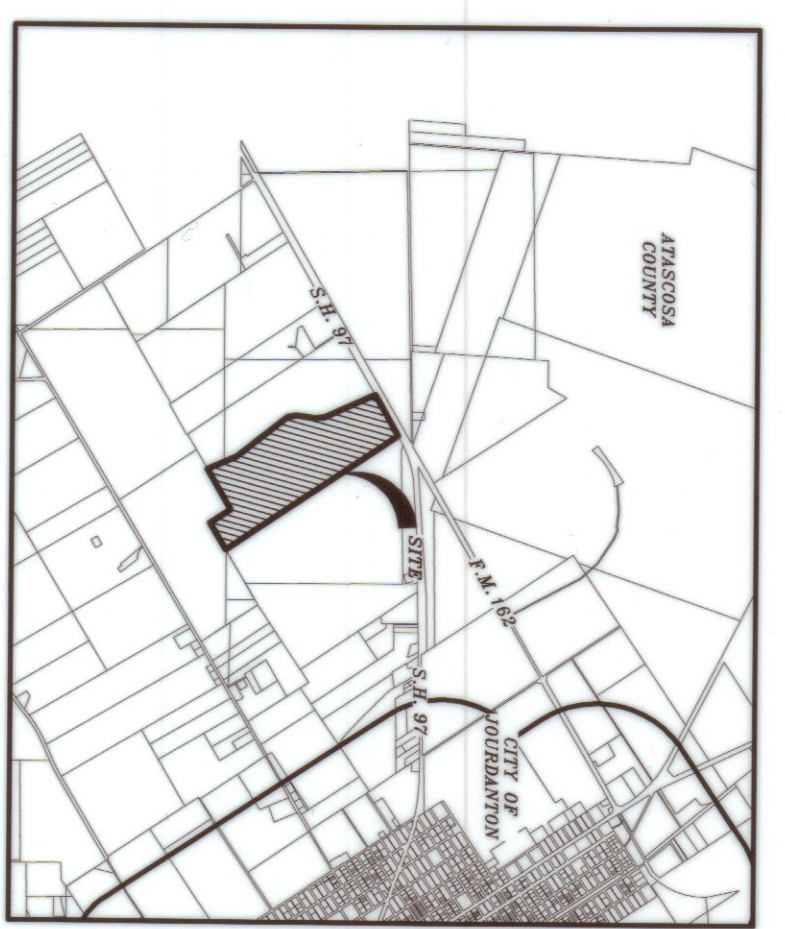 ATASCOSA
COUNTY
S.H. 97
SITE
F.M. 162
S.H. 97
CITY OF
JOURDANTON